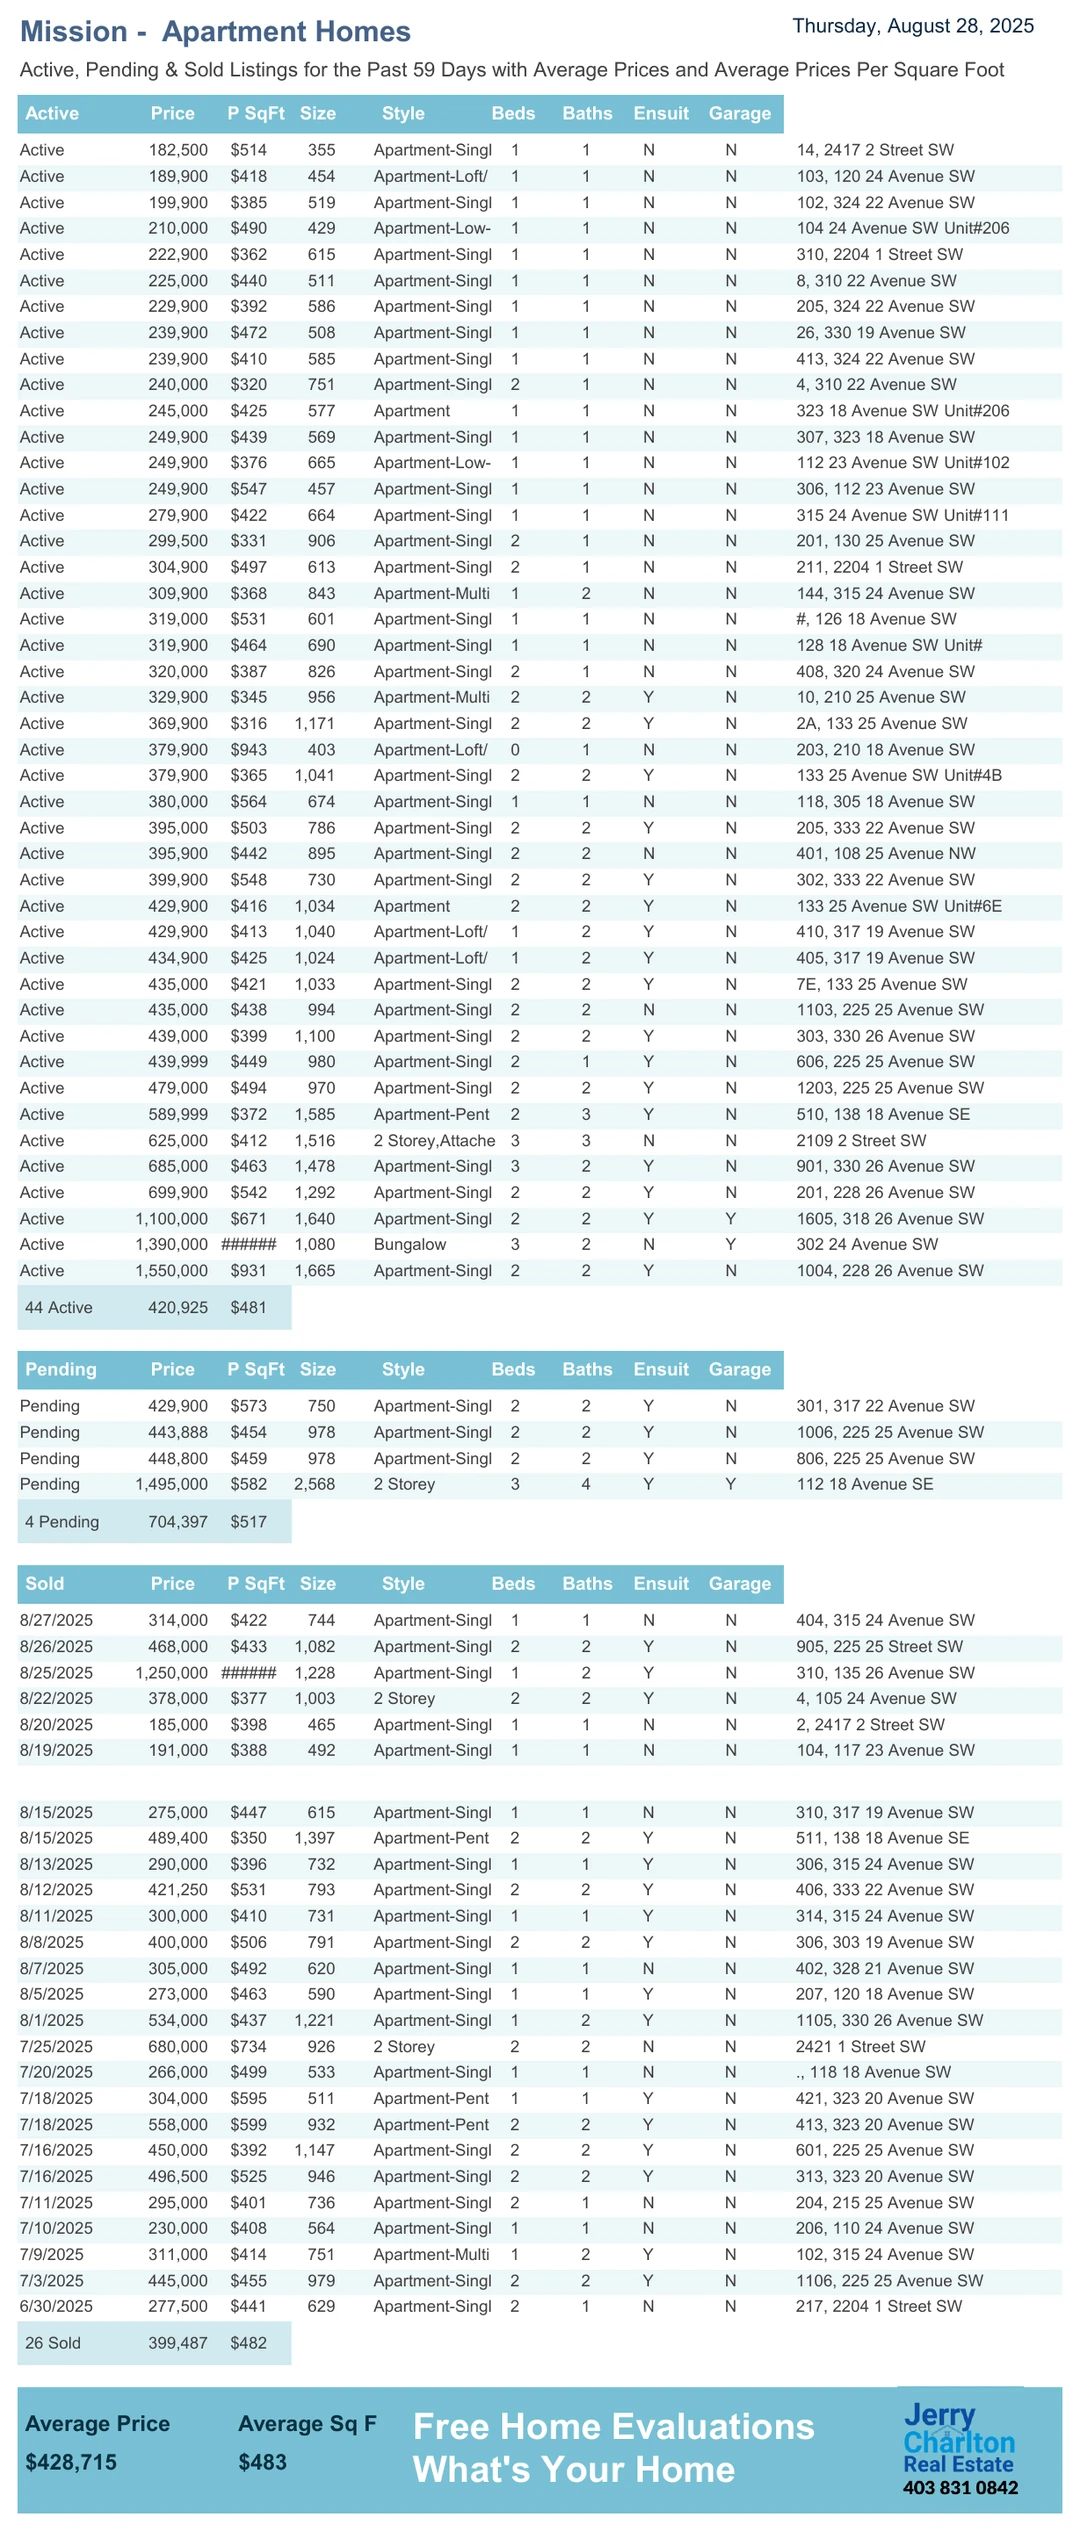 Mission -  Apartment Homes
Thursday, August 28, 2025
Active, Pending & Sold Listings for the Past 59 Days with Average Prices and Average Prices Per Square Foot
Active Price P SqFt Size Style Beds Baths Ensuit Garage
Active 182,500 $514 355 Apartment-Singl 1 1 N N 14, 2417 2 Street SW
Active 189,900 $418 454 Apartment-Loft/ 1 1 N N 103, 120 24 Avenue SW
Active 199,900 $385 519 Apartment-Singl 1 1 N N 102, 324 22 Avenue SW
Active 210,000 $490 429 Apartment-Low- 1 1 N N 104 24 Avenue SW Unit#206
Active 222,900 $362 615 Apartment-Singl 1 1 N N 310, 2204 1 Street SW
Active 225,000 $440 511 Apartment-Singl 1 1 N N 8, 310 22 Avenue SW
Active 229,900 $392 586 Apartment-Singl 1 1 N N 205, 324 22 Avenue SW
Active 239,900 $472 508 Apartment-Singl 1 1 N N 26, 330 19 Avenue SW
Active 239,900 $410 585 Apartment-Singl 1 1 N N 413, 324 22 Avenue SW
Active 240,000 $320 751 Apartment-Singl 2 1 N N 4, 310 22 Avenue SW
Active 245,000 $425 577 Apartment 1 1 N N 323 18 Avenue SW Unit#206
Active 249,900 $439 569 Apartment-Singl 1 1 N N 307, 323 18 Avenue SW
Active 249,900 $376 665 Apartment-Low- 1 1 N N 112 23 Avenue SW Unit#102
Active 249,900 $547 457 Apartment-Singl 1 1 N N 306, 112 23 Avenue SW
Active 279,900 $422 664 Apartment-Singl 1 1 N N 315 24 Avenue SW Unit#111
Active 299,500 $331 906 Apartment-Singl 2 1 N N 201, 130 25 Avenue SW
Active 304,900 $497 613 Apartment-Singl 2 1 N N 211, 2204 1 Street SW
Active 309,900 $368 843 Apartment-Multi 1 2 N N 144, 315 24 Avenue SW
Active 319,000 $531 601 Apartment-Singl 1 1 N N #, 126 18 Avenue SW
Active 319,900 $464 690 Apartment-Singl 1 1 N N 128 18 Avenue SW Unit#
Active 320,000 $387 826 Apartment-Singl 2 1 N N 408, 320 24 Avenue SW
Active 329,900 $345 956 Apartment-Multi 2 2 Y N 10, 210 25 Avenue SW
Active 369,900 $316 1,171 Apartment-Singl 2 2 Y N 2A, 133 25 Avenue SW
Active 379,900 $943 403 Apartment-Loft/ 0 1 N N 203, 210 18 Avenue SW
Active 379,900 $365 1,041 Apartment-Singl 2 2 Y N 133 25 Avenue SW Unit#4B
Active 380,000 $564 674 Apartment-Singl 1 1 N N 118, 305 18 Avenue SW
Active 395,000 $503 786 Apartment-Singl 2 2 Y N 205, 333 22 Avenue SW
Active 395,900 $442 895 Apartment-Singl 2 2 N N 401, 108 25 Avenue NW
Active 399,900 $548 730 Apartment-Singl 2 2 Y N 302, 333 22 Avenue SW
Active 429,900 $416 1,034 Apartment 2 2 Y N 133 25 Avenue SW Unit#6E
Active 429,900 $413 1,040 Apartment-Loft/ 1 2 Y N 410, 317 19 Avenue SW
Active 434,900 $425 1,024 Apartment-Loft/ 1 2 Y N 405, 317 19 Avenue SW
Active 435,000 $421 1,033 Apartment-Singl 2 2 Y N 7E, 133 25 Avenue SW
Active 435,000 $438 994 Apartment-Singl 2 2 N N 1103, 225 25 Avenue SW
Active 439,000 $399 1,100 Apartment-Singl 2 2 Y N 303, 330 26 Avenue SW
Active 439,999 $449 980 Apartment-Singl 2 1 Y N 606, 225 25 Avenue SW
Active 479,000 $494 970 Apartment-Singl 2 2 Y N 1203, 225 25 Avenue SW
Active 589,999 $372 1,585 Apartment-Pent 2 3 Y N 510, 138 18 Avenue SE
Active 625,000 $412 1,516 2 Storey,Attache 3 3 N N 2109 2 Street SW
Active 685,000 $463 1,478 Apartment-Singl 3 2 Y N 901, 330 26 Avenue SW
Active 699,900 $542 1,292 Apartment-Singl 2 2 Y N 201, 228 26 Avenue SW
Active 1,100,000 $671 1,640 Apartment-Singl 2 2 Y Y 1605, 318 26 Avenue SW
Active 1,390,000 ###### 1,080 Bungalow 3 2 N Y 302 24 Avenue SW
Active 1,550,000 $931 1,665 Apartment-Singl 2 2 Y N 1004, 228 26 Avenue SW
44 Active 420,925 $481
Pending Price P SqFt Size Style Beds Baths Ensuit Garage
Pending 429,900 $573 750 Apartment-Singl 2 2 Y N 301, 317 22 Avenue SW
Pending 443,888 $454 978 Apartment-Singl 2 2 Y N 1006, 225 25 Avenue SW
Pending 448,800 $459 978 Apartment-Singl 2 2 Y N 806, 225 25 Avenue SW
Pending 1,495,000 $582 2,568 2 Storey 3 4 Y Y 112 18 Avenue SE
4 Pending 704,397 $517
Sold Price P SqFt Size Style Beds Baths Ensuit Garage
8/27/2025 314,000 $422 744 Apartment-Singl 1 1 N N 404, 315 24 Avenue SW
8/26/2025 468,000 $433 1,082 Apartment-Singl 2 2 Y N 905, 225 25 Street SW
8/25/2025 1,250,000 ###### 1,228 Apartment-Singl 1 2 Y N 310, 135 26 Avenue SW
8/22/2025 378,000 $377 1,003 2 Storey 2 2 Y N 4, 105 24 Avenue SW
8/20/2025 185,000 $398 465 Apartment-Singl 1 1 N N 2, 2417 2 Street SW
8/19/2025 191,000 $388 492 Apartment-Singl 1 1 N N 104, 117 23 Avenue SW
8/15/2025 275,000 $447 615 Apartment-Singl 1 1 N N 310, 317 19 Avenue SW
8/15/2025 489,400 $350 1,397 Apartment-Pent 2 2 Y N 511, 138 18 Avenue SE
8/13/2025 290,000 $396 732 Apartment-Singl 1 1 Y N 306, 315 24 Avenue SW
8/12/2025 421,250 $531 793 Apartment-Singl 2 2 Y N 406, 333 22 Avenue SW
8/11/2025 300,000 $410 731 Apartment-Singl 1 1 Y N 314, 315 24 Avenue SW
8/8/2025 400,000 $506 791 Apartment-Singl 2 2 Y N 306, 303 19 Avenue SW
8/7/2025 305,000 $492 620 Apartment-Singl 1 1 N N 402, 328 21 Avenue SW
8/5/2025 273,000 $463 590 Apartment-Singl 1 1 Y N 207, 120 18 Avenue SW
8/1/2025 534,000 $437 1,221 Apartment-Singl 1 2 Y N 1105, 330 26 Avenue SW
7/25/2025 680,000 $734 926 2 Storey 2 2 N N 2421 1 Street SW
7/20/2025 266,000 $499 533 Apartment-Singl 1 1 N N ., 118 18 Avenue SW
7/18/2025 304,000 $595 511 Apartment-Pent 1 1 Y N 421, 323 20 Avenue SW
7/18/2025 558,000 $599 932 Apartment-Pent 2 2 Y N 413, 323 20 Avenue SW
7/16/2025 450,000 $392 1,147 Apartment-Singl 2 2 Y N 601, 225 25 Avenue SW
7/16/2025 496,500 $525 946 Apartment-Singl 2 2 Y N 313, 323 20 Avenue SW
7/11/2025 295,000 $401 736 Apartment-Singl 2 1 N N 204, 215 25 Avenue SW
7/10/2025 230,000 $408 564 Apartment-Singl 1 1 N N 206, 110 24 Avenue SW
7/9/2025 311,000 $414 751 Apartment-Multi 1 2 Y N 102, 315 24 Avenue SW
7/3/2025 445,000 $455 979 Apartment-Singl 2 2 Y N 1106, 225 25 Avenue SW
6/30/2025 277,500 $441 629 Apartment-Singl 2 1 N N 217, 2204 1 Street SW
26 Sold 399,487 $482
Average Price Average Sq F
$428,715 $483
Free Home Evaluations
What's Your Home
Jerry
Charlton
Real Estate
403 831 0842